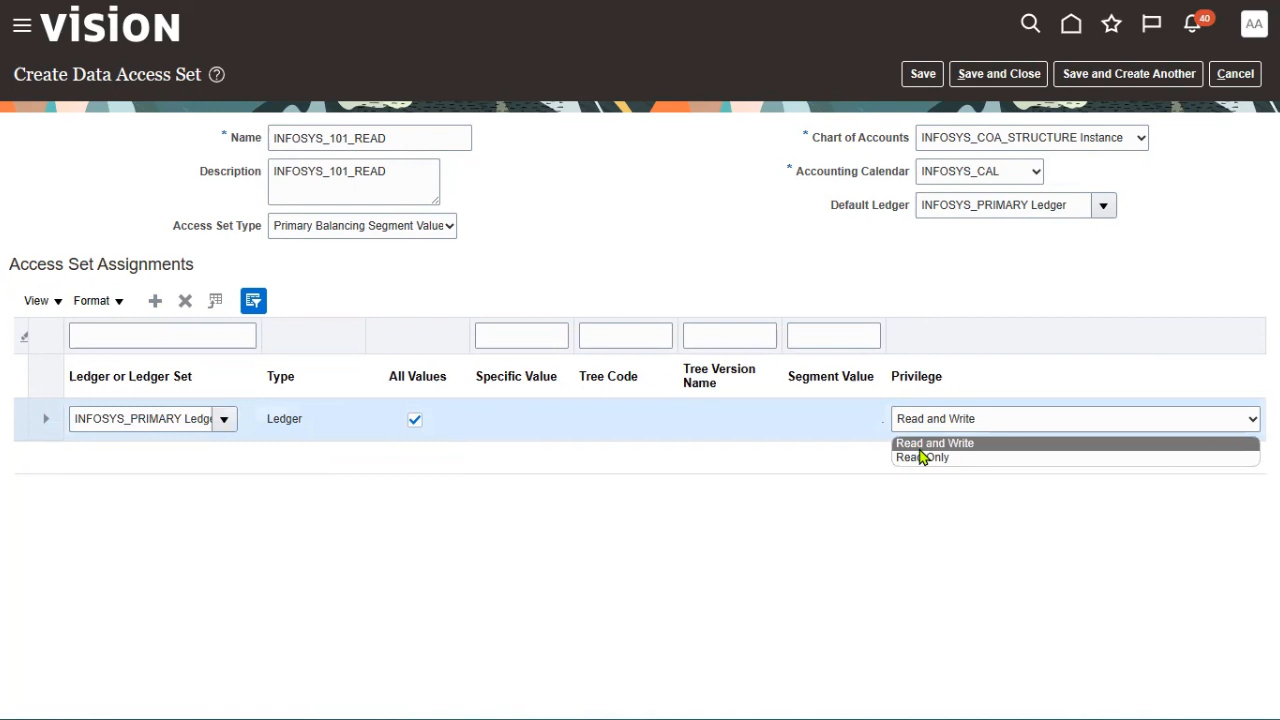 vision
40
AA
Create Data Access Set
Save
Save and Close
Save and Create Another
Cancel
* Name INFOSYS_101_READ
Description INFOSYS_101_READ
Access Set Type Primary Balancing Segment Value
* Chart of Accounts INFOSYS_COA_STRUCTURE Instance
* Accounting Calendar INFOSYS_CAL
Default Ledger INFOSYS_PRIMARY Ledger
Access Set Assignments
View Format
Ledger or Ledger Set Type All Values Specific Value Tree Code Tree Version Name Segment Value Privilege
INFOSYS_PRIMARY Ledge Ledger Read and Write
Read and Write
Read Only